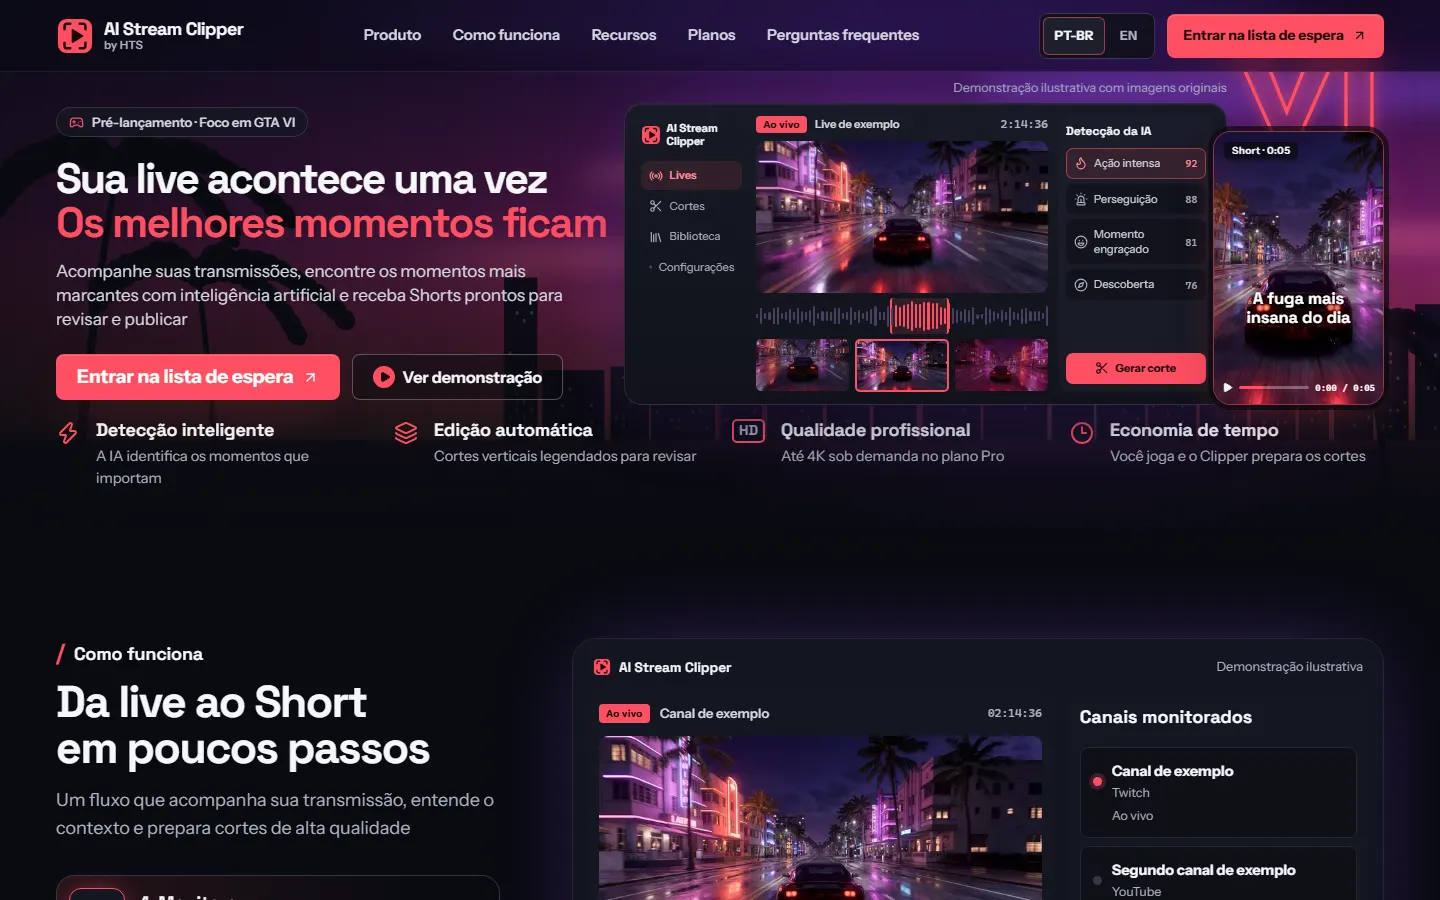 AI Stream Clipper
by HTS
Produto
Como funciona
Recursos
Planos
Perguntas frequentes
PT-BR
EN
Entrar na lista de espera
Demonstração ilustrativa com imagens originais
VI
Pré-lançamento · Foco em GTA VI
Sua live acontece uma vez
Os melhores momentos ficam
Acompanhe suas transmissões, encontre os momentos mais
marcantes com inteligência artificial e receba Shorts prontos para
revisar e publicar
Entrar na lista de espera
Ver demonstração
AI Stream
Clipper
Lives
Cortes
Biblioteca
Configurações
Ao vivo
Live de exemplo
2:14:36
Detecção da IA
Ação intensa 92
Perseguição 88
Momento
engraçado 81
Descoberta 76
Gerar corte
Short · 0:05
A fuga mais
insana do dia
0:00 / 0:05
Detecção inteligente
A IA identifica os momentos que
importam
Edição automática
Cortes verticais legendados para revisar
HD
Qualidade profissional
Até 4K sob demanda no plano Pro
Economia de tempo
Você joga e o Clipper prepara os cortes
/ Como funciona
Da live ao Short
em poucos passos
Um fluxo que acompanha sua transmissão, entende o
contexto e prepara cortes de alta qualidade
AI Stream Clipper
Demonstração ilustrativa
Ao vivo
Canal de exemplo
02:14:36
Canais monitorados
Canal de exemplo
Twitch
Ao vivo
Segundo canal de exemplo
YouTube